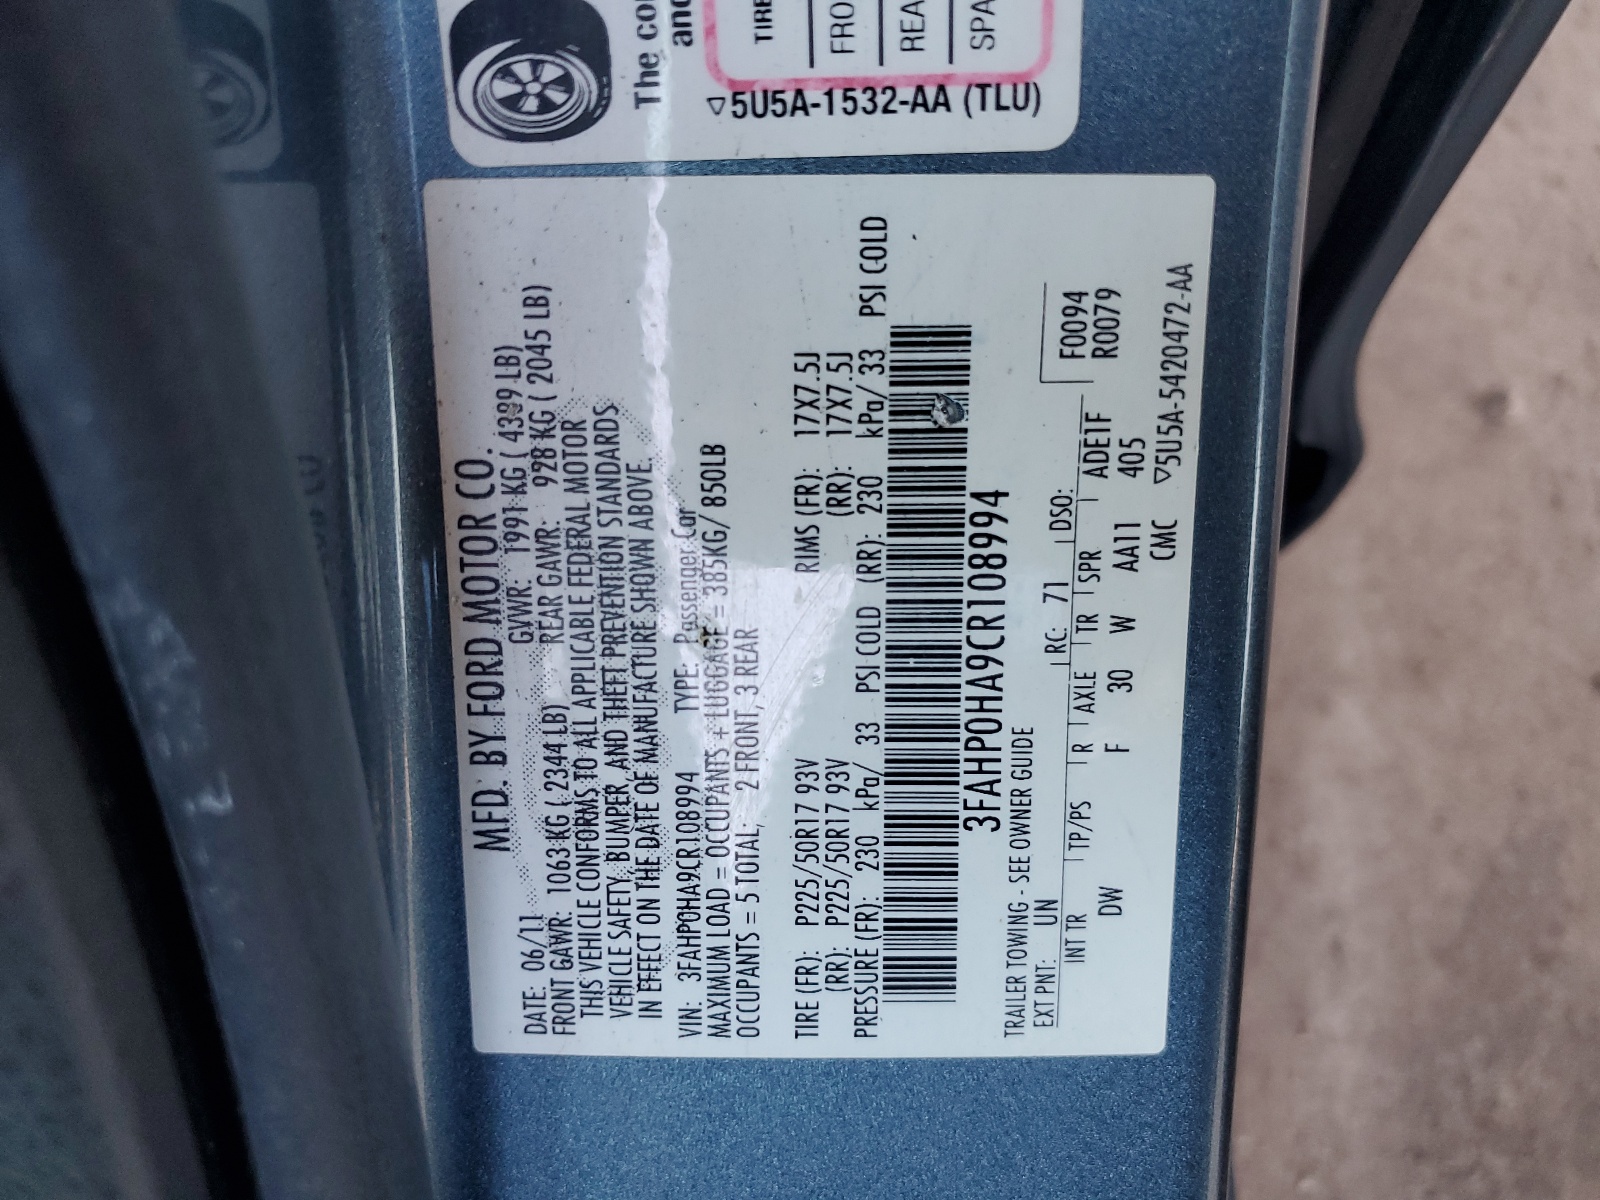 The co
and
TIRE
FRO
REA
SPA
▽5U5A-1532-AA (TLU)
MFD. BY FORD MOTOR CO.
DATE: 06/11 GVWR: 1991 KG ( 4389 LB)
FRONT GAWR: 1063 KG ( 2344 LB) REAR GAWR: 928 KG ( 2045 LB)
THIS VEHICLE CONFORMS TO ALL APPLICABLE FEDERAL MOTOR
VEHICLE SAFETY, BUMPER, AND THEFT PREVENTION STANDARDS
IN EFFECT ON THE DATE OF MANUFACTURE SHOWN ABOVE.
VIN: 3FAHP0HA9CR108994 TYPE: Passenger Car
MAXIMUM LOAD = OCCUPANTS + LUGGAGE = 385KG/ 850LB
OCCUPANTS = 5 TOTAL, 2 FRONT, 3 REAR
TIRE (FR): P225/50R17 93V RIMS (FR): 17X7.5J
(RR): P225/50R17 93V (RR): 17X7.5J
PRESSURE (FR): 230 kPa/ 33 PSI COLD (RR): 230 kPa/ 33 PSI COLD
3FAHP0HA9CR108994
TRAILER TOWING - SEE OWNER GUIDE
EXT PNT: UN RC: 71 DSO: F0094
R0079
INT TR TP/PS R AXLE TR SPR ADE1F
DW F 30 W AA11 405
CMC ▽5U5A-5420472-AA